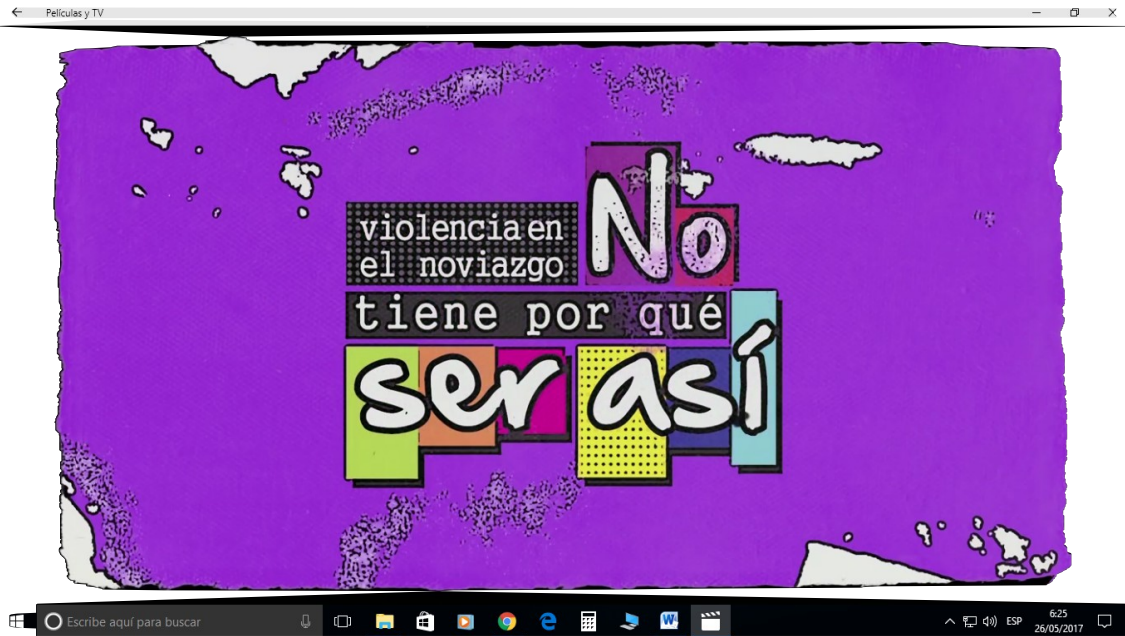 Películas y TV
violencia en
el noviazgo
No
tiene por qué
ser así
Escribe aquí para buscar
ESP
6:25
26/05/2017